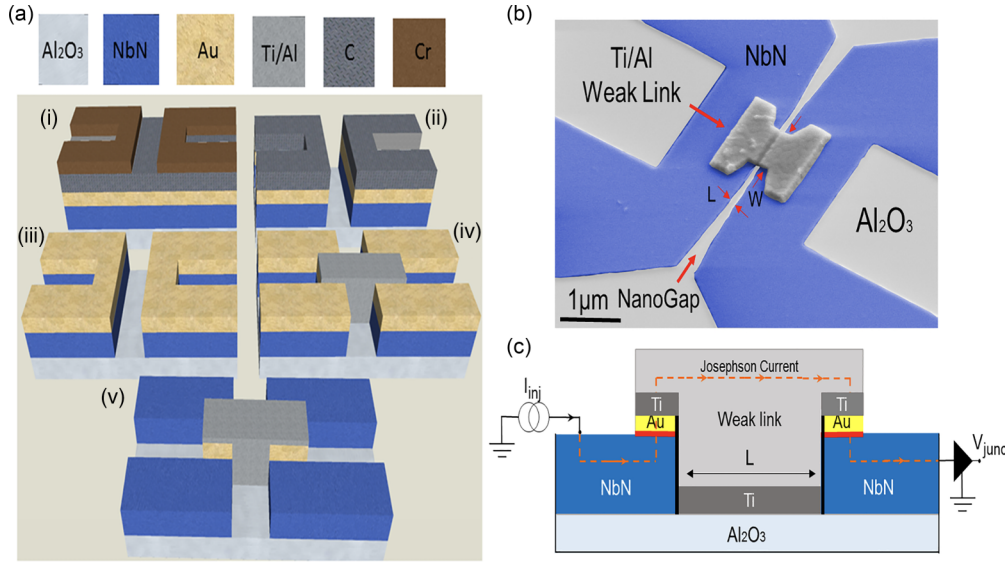 (a)
Al₂O₃ NbN Au Ti/Al C Cr
(i)
(ii)
(iii)
(iv)
(v)
(b)
Ti/Al
Weak Link
NbN
L
W
Al₂O₃
NanoGap
1µm
(c)
Josephson Current
I_inj
Ti
Ti
Au
Weak link
Au
V_junc
L
NbN
Ti
NbN
Al₂O₃